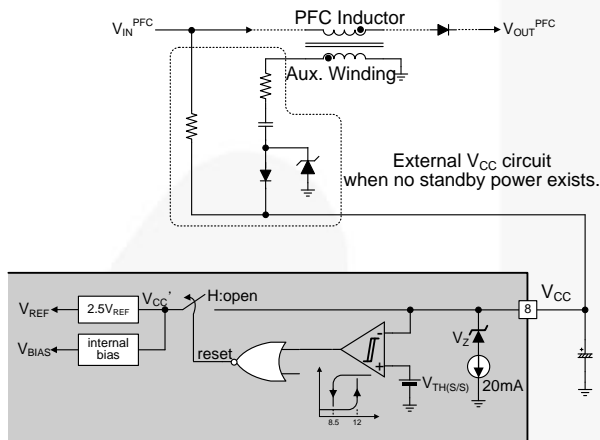 PFC Inductor
V_IN^PFC
V_OUT^PFC
Aux. Winding
External V_CC circuit
when no standby power exists.
H:open
V_CC'
V_CC
V_REF
2.5V_REF
8
V_Z
V_BIAS
internal
bias
reset
-
+
V_TH(S/S)
20mA
8.5
12
+